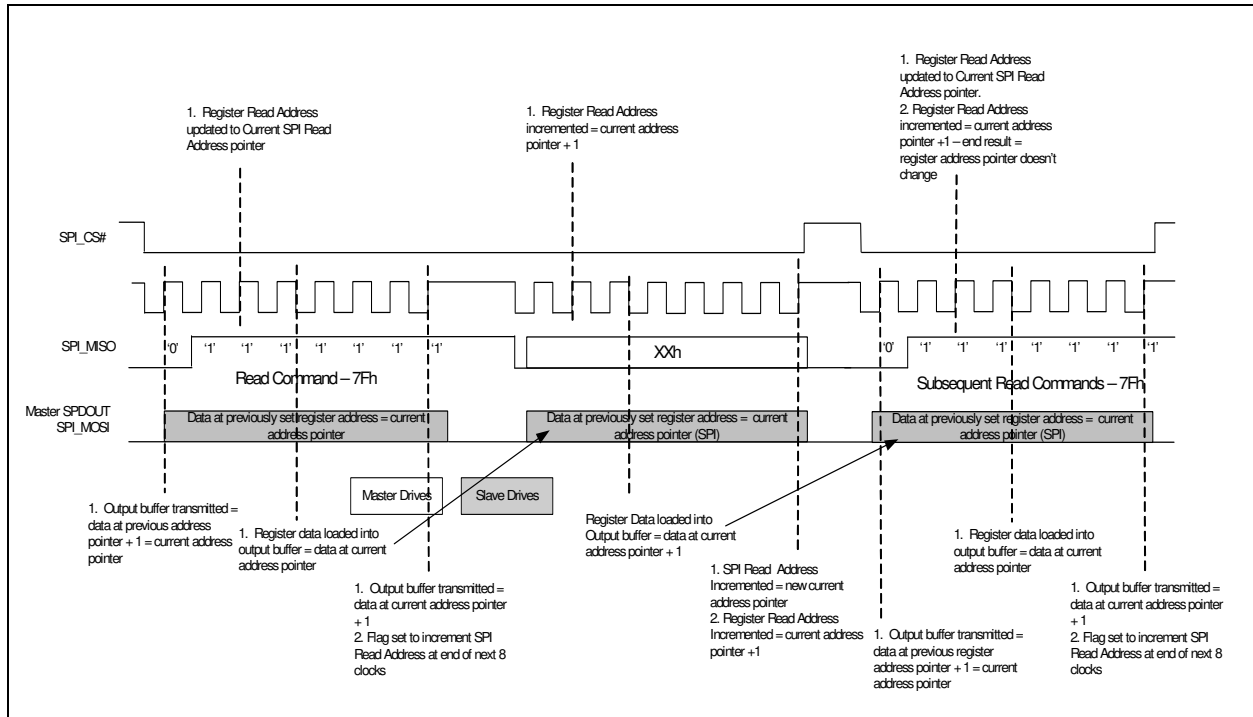 1. Register Read Address
updated to Current SPI Read
Address pointer
1. Register Read Address
incremented = current address
pointer + 1
1. Register Read Address
updated to Current SPI Read
Address pointer.
2. Register Read Address
incremented = current address
pointer +1 – end result =
register address pointer doesn't
change
SPI_CS#
SPI_MISO
'0' '1' '1' '1' '1' '1' '1' '1'
XXh
'0' '1' '1' '1' '1' '1' '1' '1'
Read Command – 7Fh
Subsequent Read Commands – 7Fh
Master SPDOUT
SPI_MOSI
Data at previously set register address = current
address pointer
Data at previously set register address = current
address pointer (SPI)
Data at previously set register address = current
address pointer (SPI)
Master Drives
Slave Drives
1. Output buffer transmitted =
data at previous address
pointer + 1 = current address
pointer
1. Register data loaded into
output buffer = data at current
address pointer
1. Output buffer transmitted =
data at current address pointer
+ 1
2. Flag set to increment SPI
Read Address at end of next 8
clocks
Register Data loaded into
Output buffer = data at current
address pointer + 1
1. SPI Read Address
Incremented = new current
address pointer
2. Register Read Address
Incremented = current address
pointer +1
1. Output buffer transmitted =
data at previous register
address pointer + 1 = current
address pointer
1. Register data loaded into
output buffer = data at current
address pointer
1. Output buffer transmitted =
data at current address pointer
+ 1
2. Flag set to increment SPI
Read Address at end of next 8
clocks